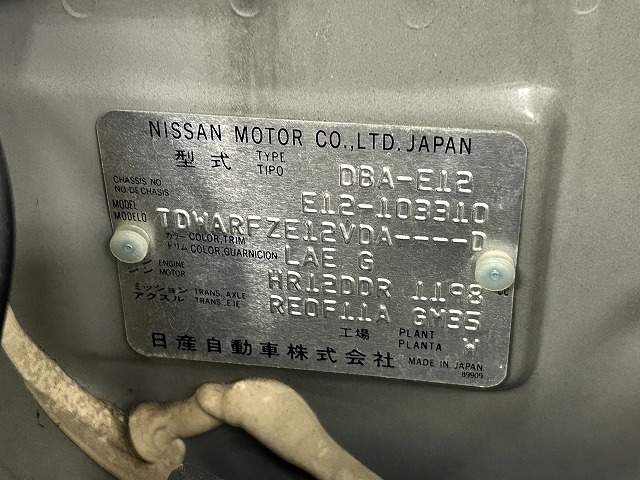 NISSAN MOTOR CO.,LTD. JAPAN
型式 TYPE TIPO DBA-E12
CHASSIS NO NO. DE CHASIS E12-103310
MODEL MODELO TDWARFZE12VDA----D
カラー COLOR, TRIM トリム COLOR, GUARNICION LAE G
ENGINE ジン MOTOR HR12DDR 1198 cc
ミッション TRANS. AXLE アクスル TRANS. EJE RE0F11A GM35
工場 PLANT PLANTA W
日産自動車株式会社 MADE IN JAPAN
89909